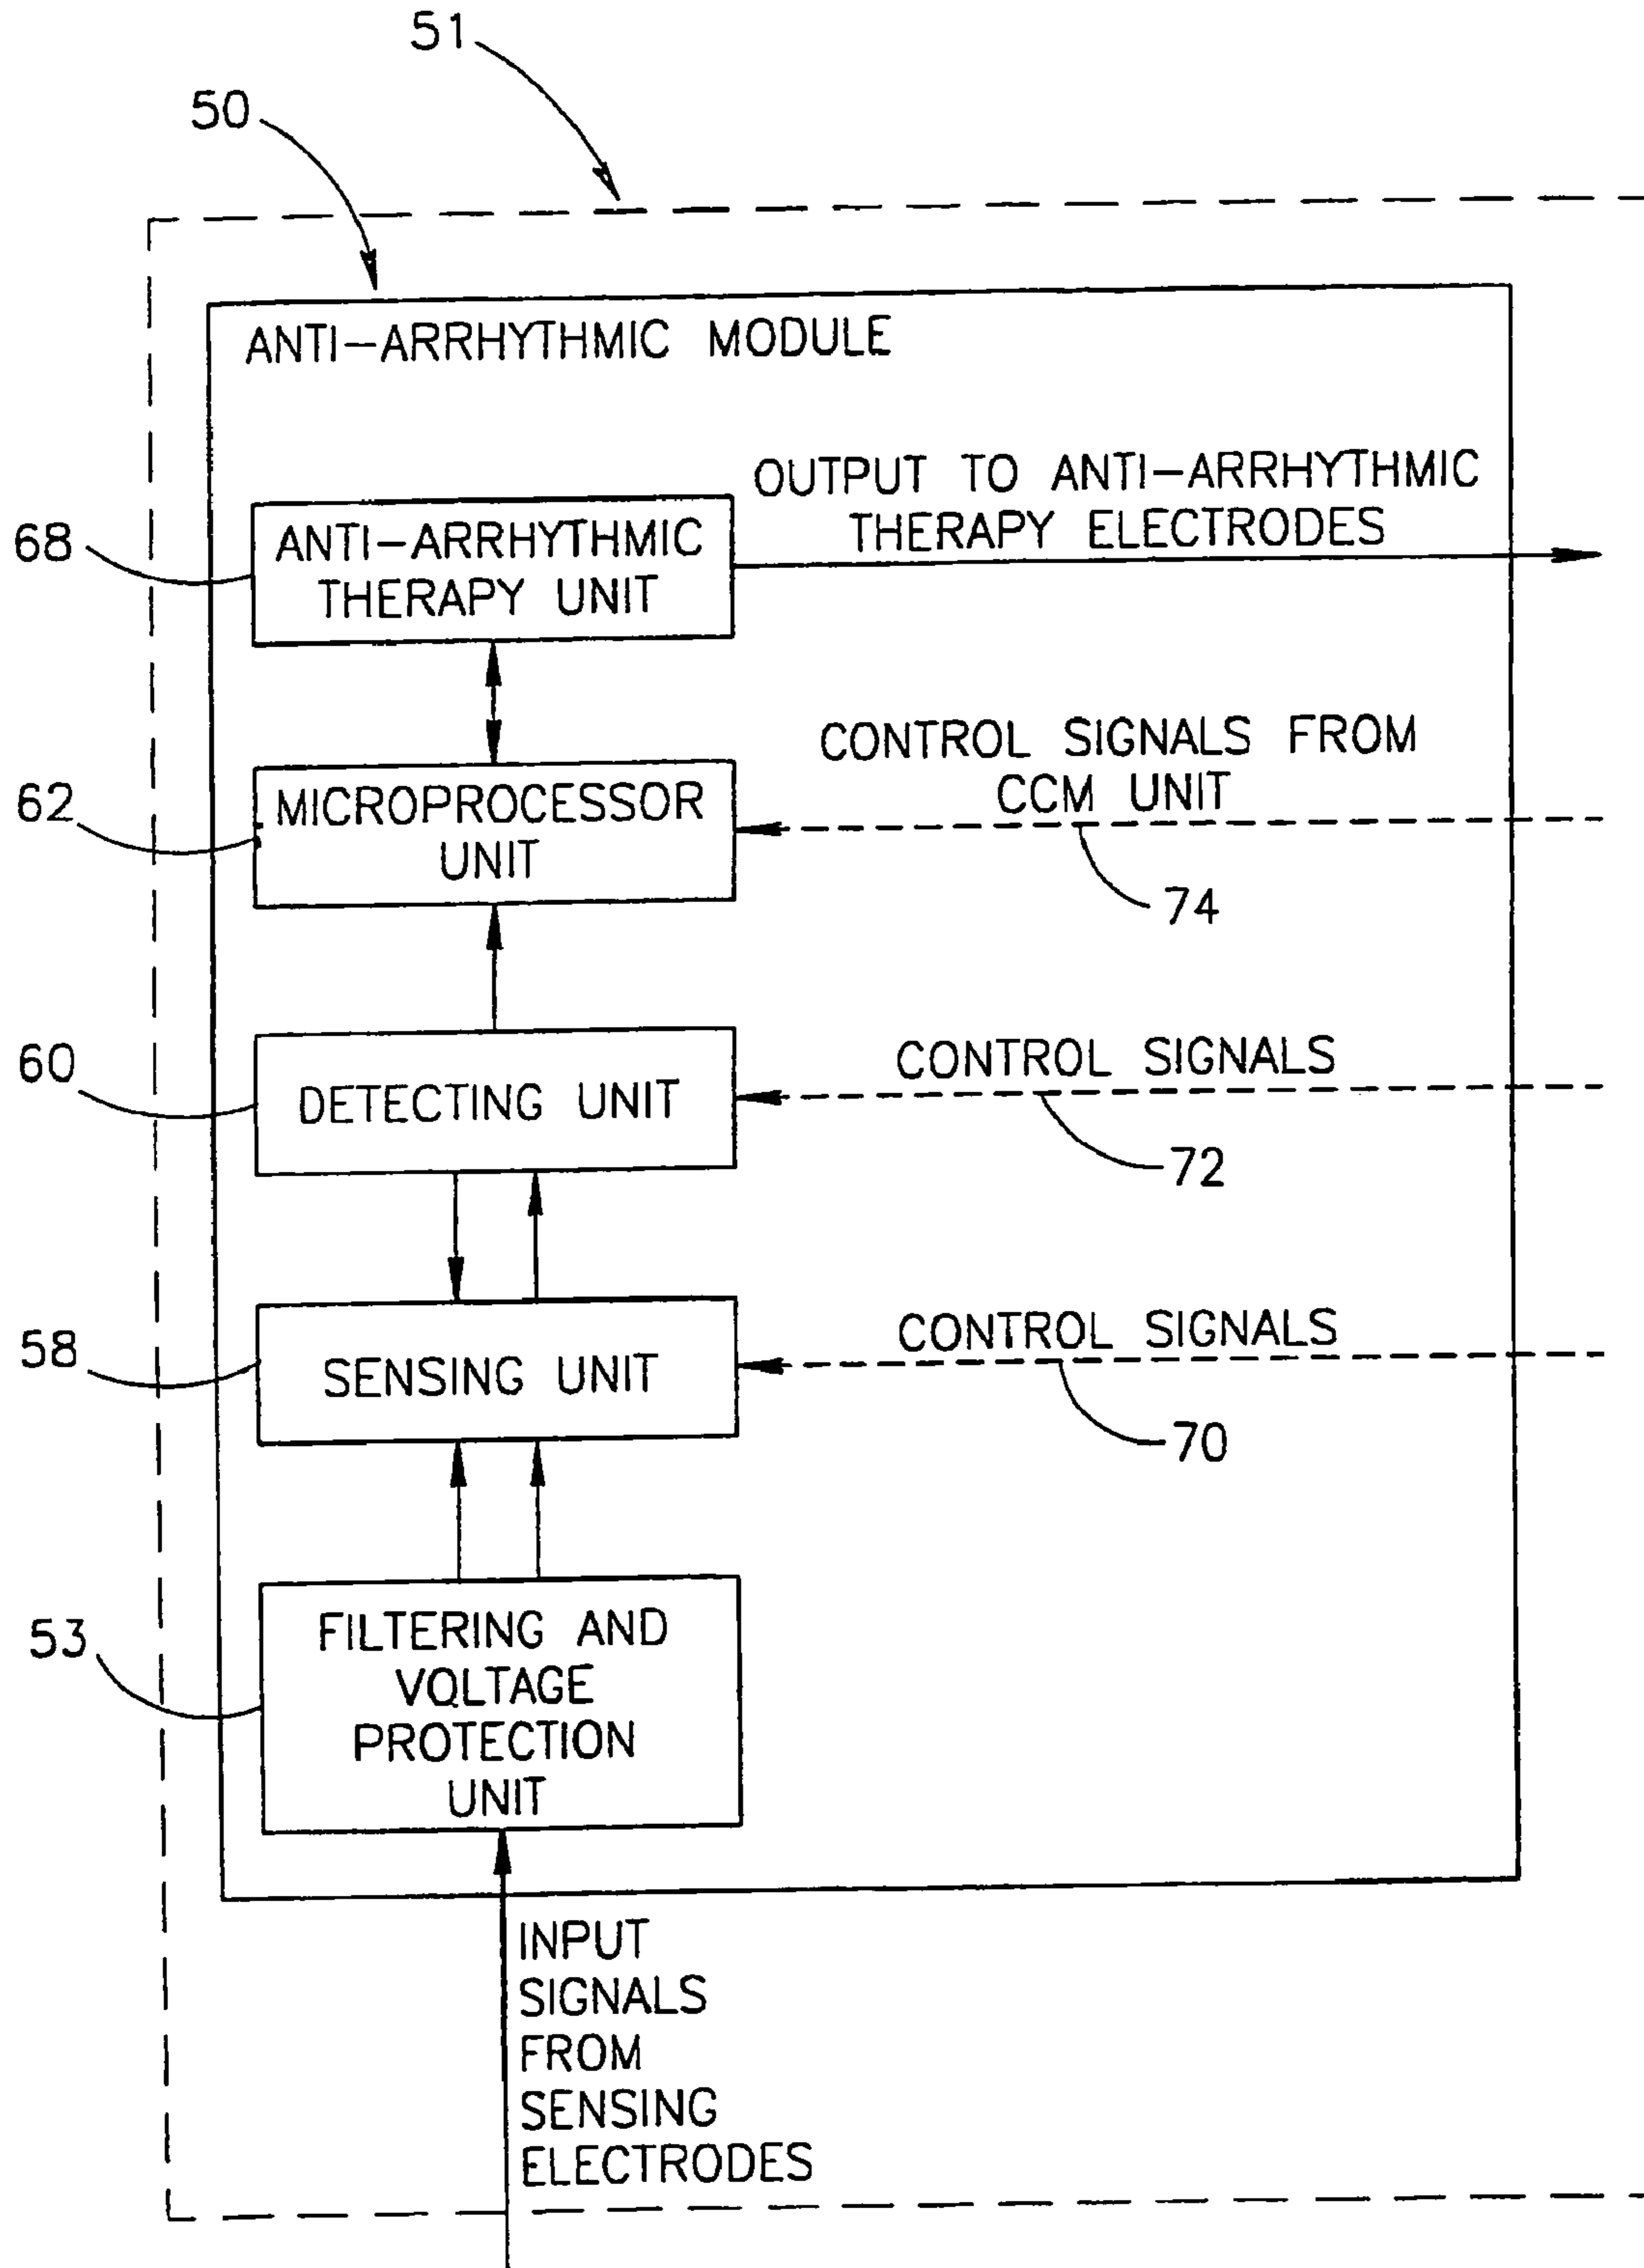 51
50
ANTI-ARRHYTHMIC MODULE
OUTPUT TO ANTI-ARRHYTHMIC
THERAPY ELECTRODES
68
ANTI-ARRHYTHMIC
THERAPY UNIT
CONTROL SIGNALS FROM
CCM UNIT
62
MICROPROCESSOR
UNIT
74
60
DETECTING UNIT
CONTROL SIGNALS
72
58
SENSING UNIT
CONTROL SIGNALS
70
53
FILTERING AND
VOLTAGE
PROTECTION
UNIT
INPUT
SIGNALS
FROM
SENSING
ELECTRODES